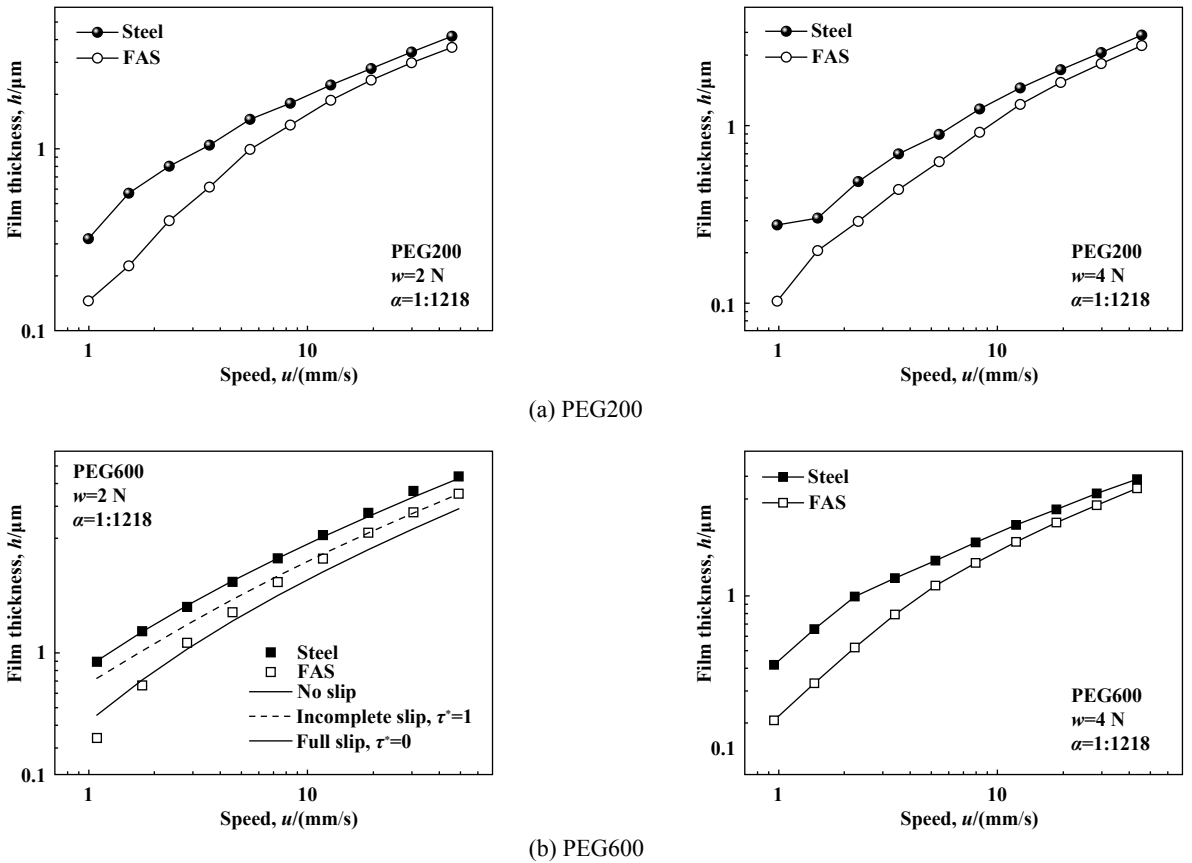 Steel
FAS
Film thickness, h/μm
1
0.1
PEG200
w=2 N
α=1:1218
1
10
Speed, u/(mm/s)
Steel
FAS
Film thickness, h/μm
1
0.1
PEG200
w=4 N
α=1:1218
1
10
Speed, u/(mm/s)
(a) PEG200
PEG600
w=2 N
α=1:1218
Film thickness, h/μm
1
0.1
Steel
FAS
No slip
Incomplete slip, τ*=1
Full slip, τ*=0
1
10
Speed, u/(mm/s)
Steel
FAS
Film thickness, h/μm
1
0.1
PEG600
w=4 N
α=1:1218
1
10
Speed, u/(mm/s)
(b) PEG600